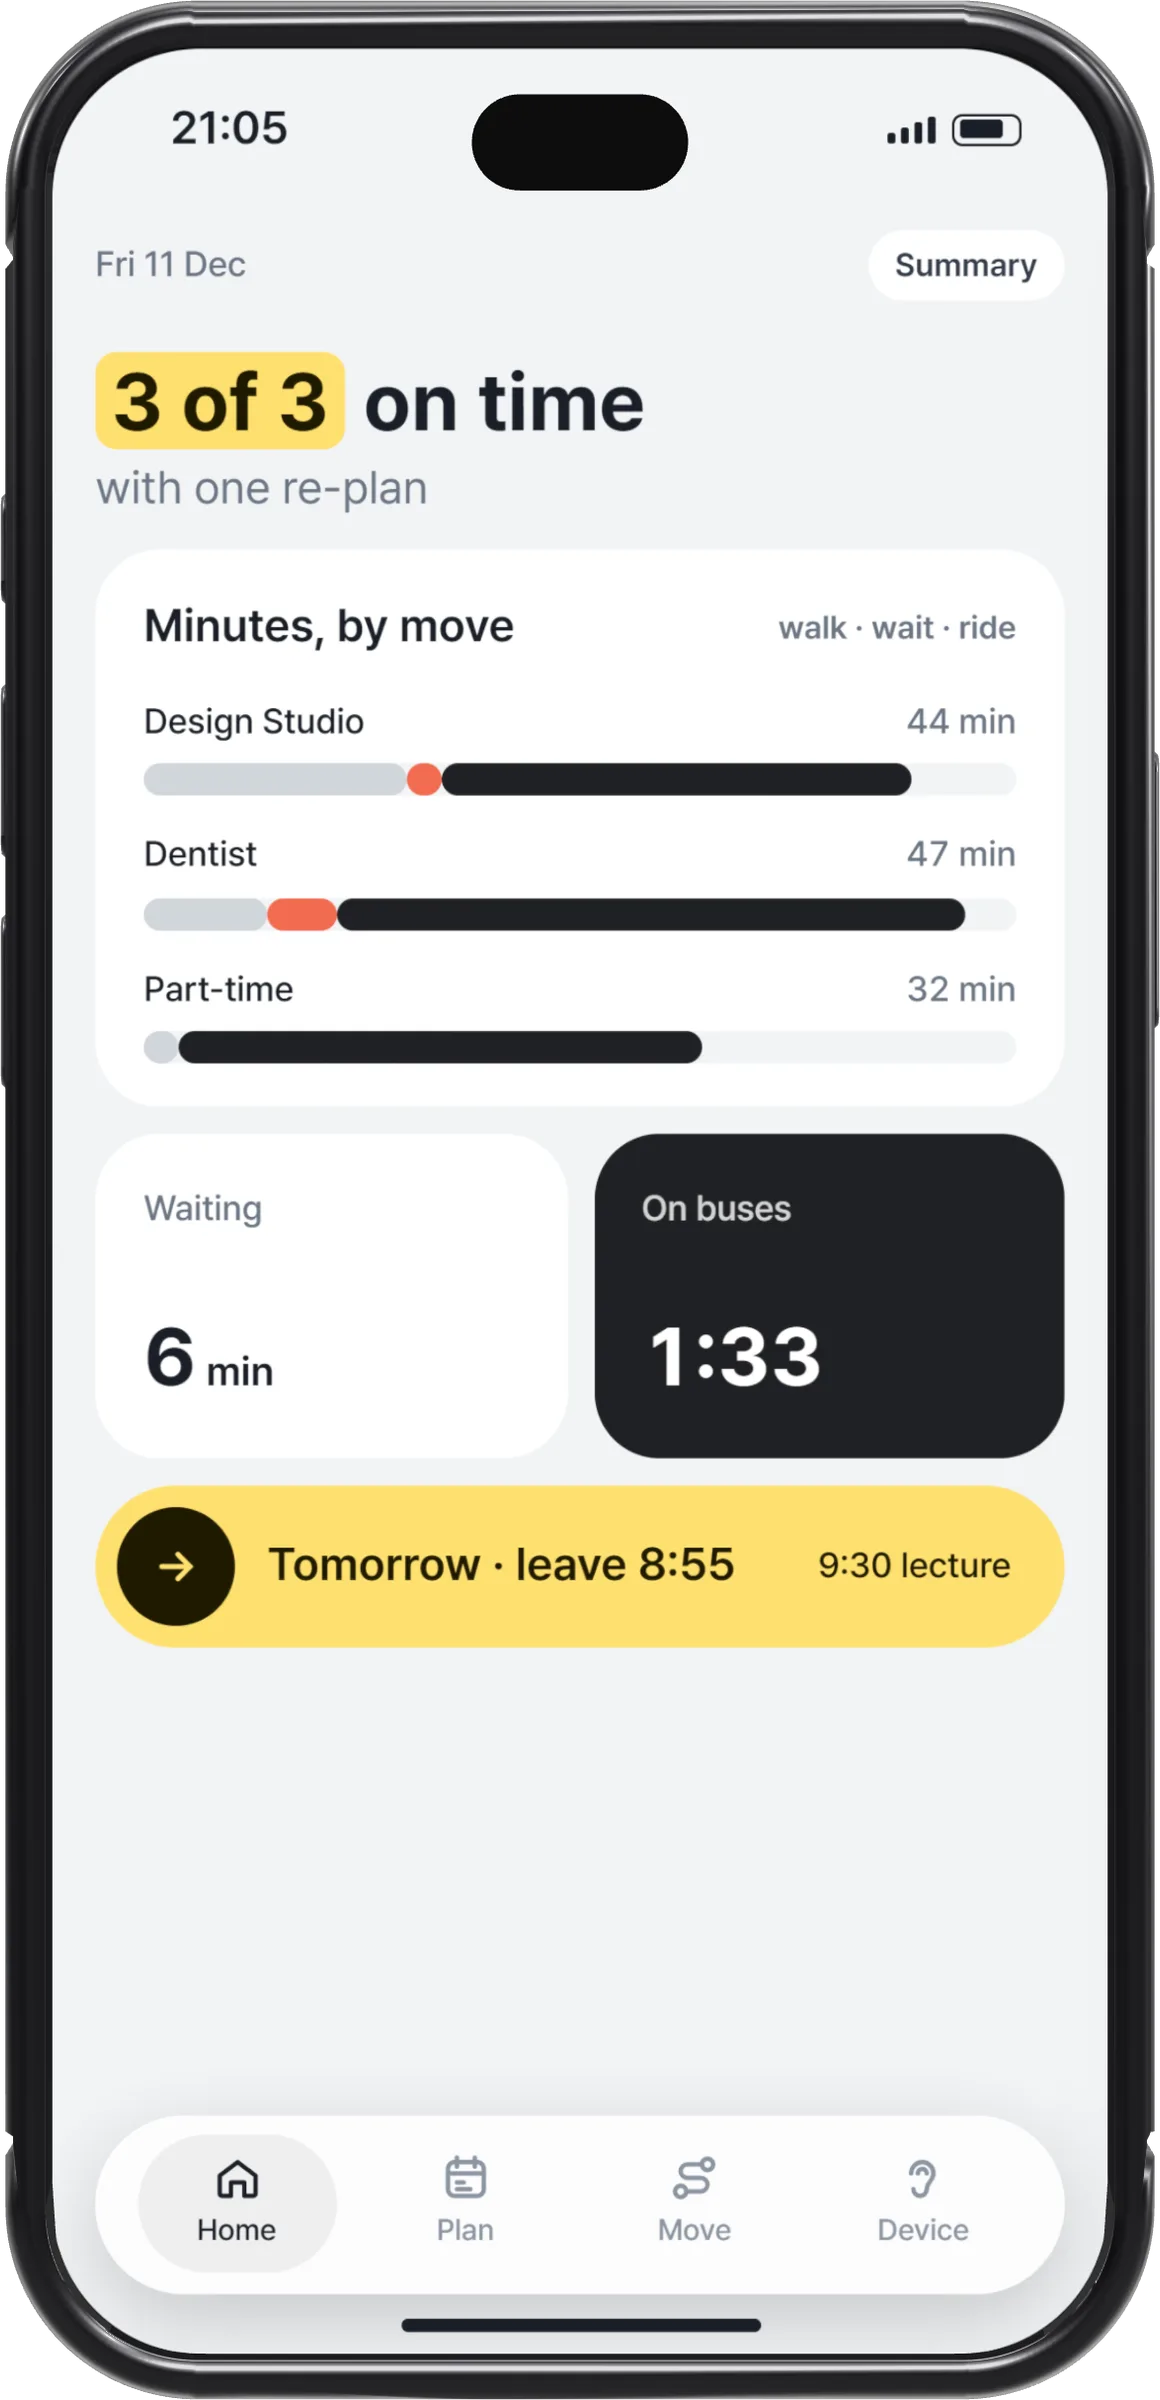 21:05
Fri 11 Dec
Summary
3 of 3 on time
with one re-plan
Minutes, by move
walk · wait · ride
Design Studio
44 min
Dentist
47 min
Part-time
32 min
Waiting
On buses
6 min
1:33
Tomorrow · leave 8:55
9:30 lecture
Home
Plan
Move
Device